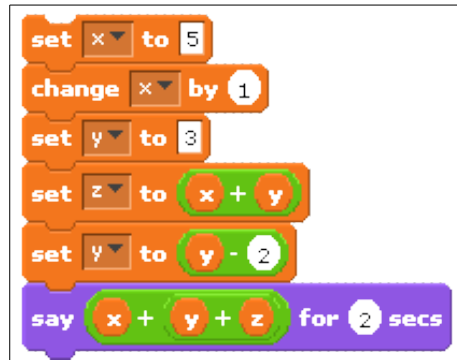 set x to 5
change x by 1
set y to 3
set z to x + y
set y to y - 2
say x + y + z for 2 secs